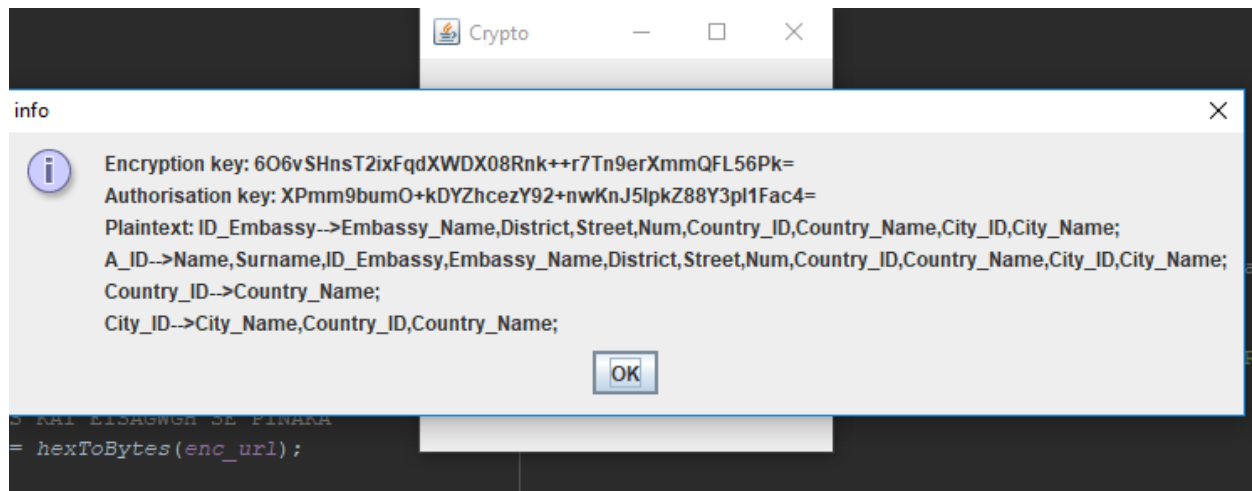 Crypto
info
Encryption key: 6O6vSHnsT2ixFqdXWDX08Rnk++r7Tn9erXmmQFL56Pk=
Authorisation key: XPmm9bumO+kDYZhcezY92+nwKnJ5IpkZ88Y3pI1Fac4=
Plaintext: ID_Embassy-->Embassy_Name,District,Street,Num,Country_ID,Country_Name,City_ID,City_Name;
A_ID-->Name,Surname,ID_Embassy,Embassy_Name,District,Street,Num,Country_ID,Country_Name,City_ID,City_Name;
Country_ID-->Country_Name;
City_ID-->City_Name,Country_ID,Country_Name;
OK
S KAI EISAGWGH SE PINAKA
= hexToBytes(enc_url);